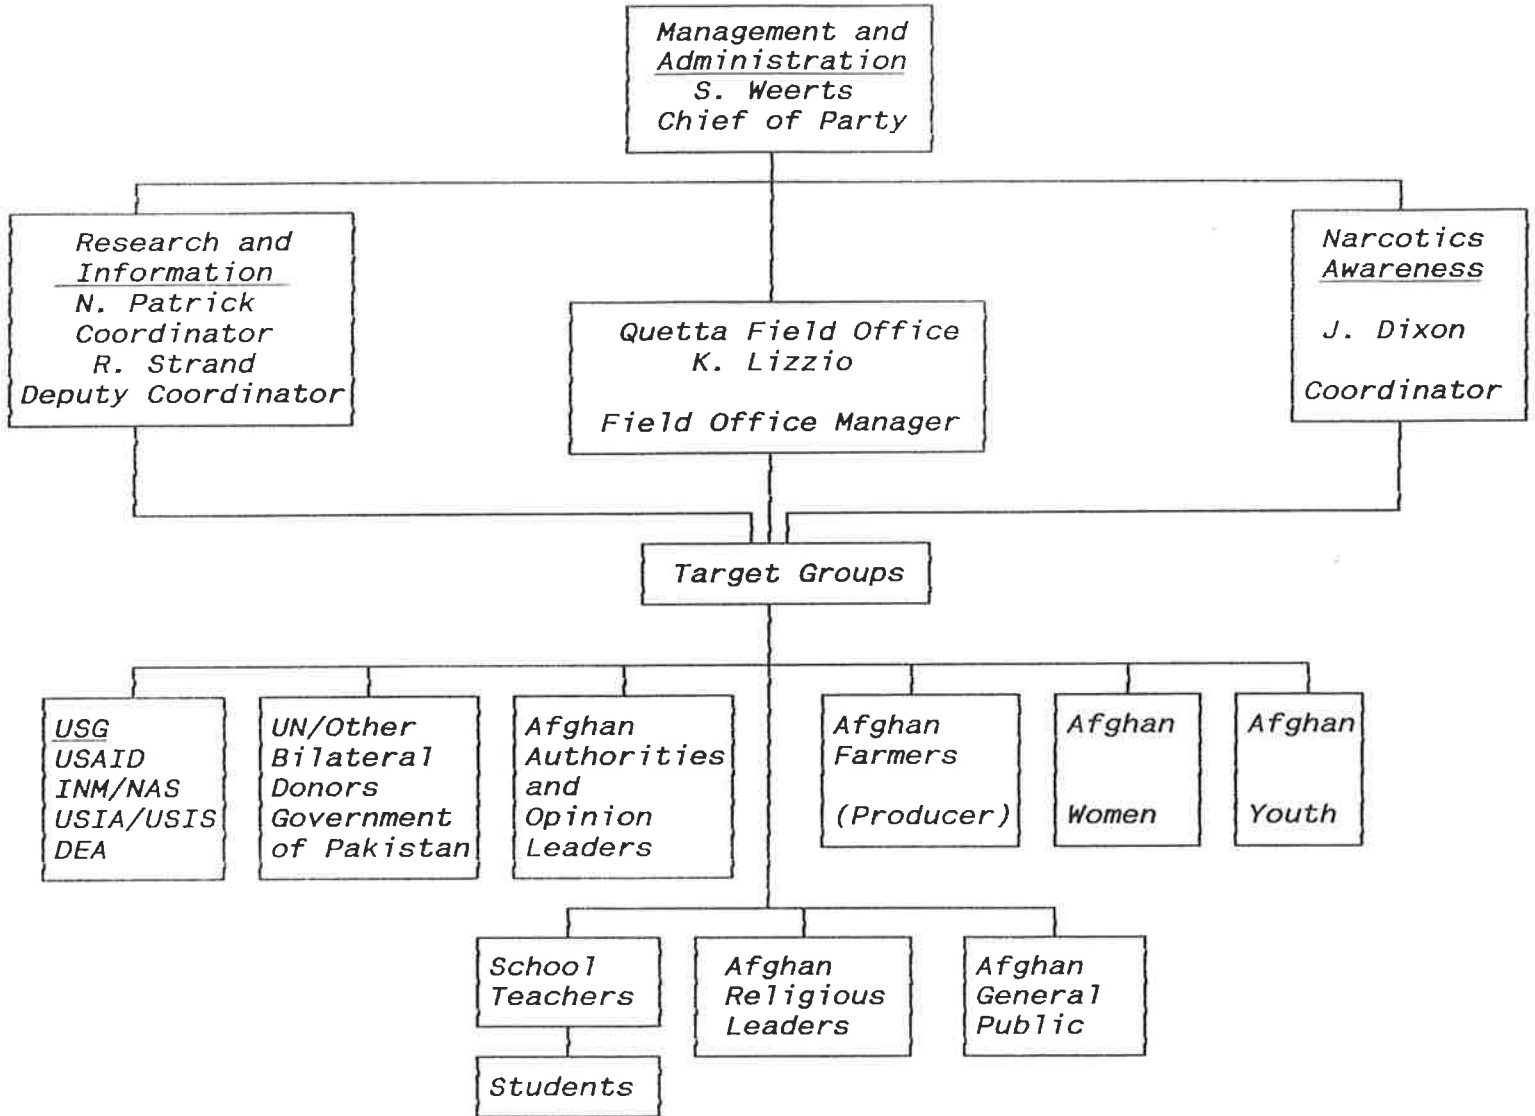 Management and
Administration
S. Weerts
Chief of Party
Research and
Information
N. Patrick
Coordinator
R. Strand
Deputy Coordinator
Quetta Field Office
K. Lizzio
Field Office Manager
Narcotics
Awareness
J. Dixon
Coordinator
Target Groups
USG
USAID
INM/NAS
USIA/USIS
DEA
UN/Other
Bilateral
Donors
Government
of Pakistan
Afghan
Authorities
and
Opinion
Leaders
Afghan
Farmers
(Producer)
Afghan
Women
Afghan
Youth
School
Teachers
Students
Afghan
Religious
Leaders
Afghan
General
Public